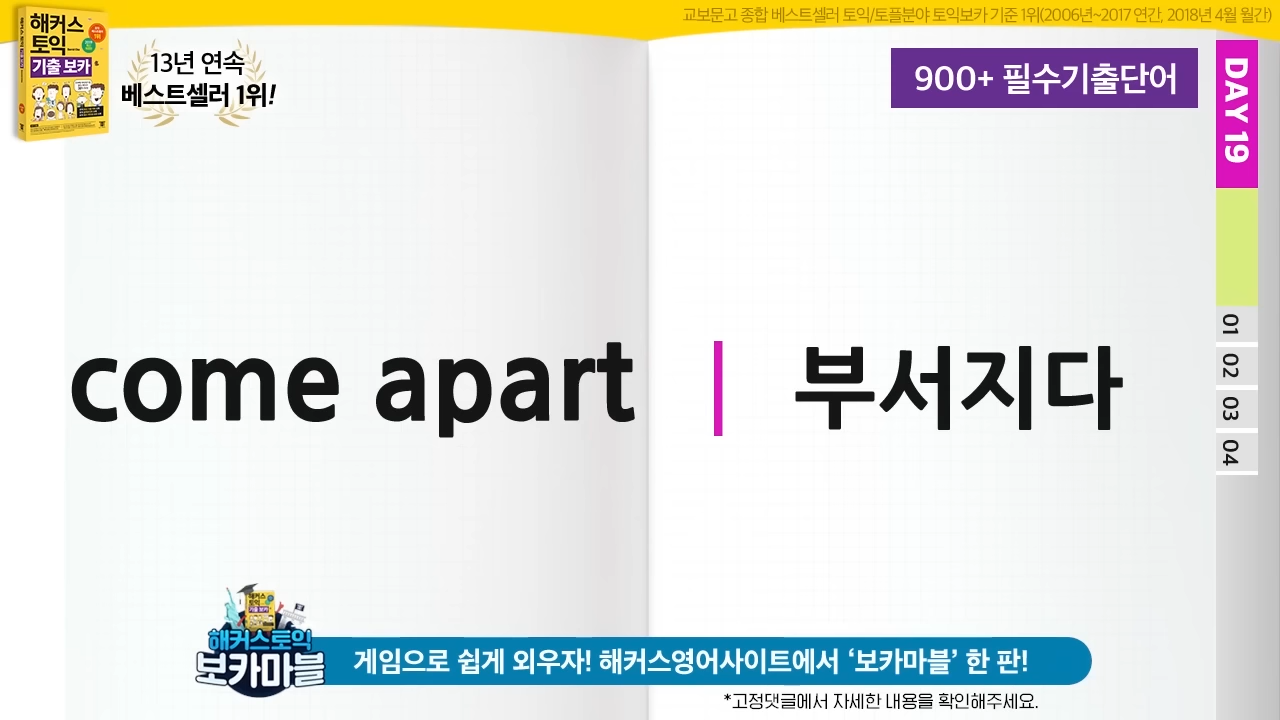 교보문고 종합 베스트셀러 토익/토플분야 토익보카 기준 1위(2006년~2017 연간, 2018년 4월 월간)
해커스
토익
기출 보카
13년 연속
베스트셀러 1위!
900+ 필수기출단어
DAY 19
01
02
03
04
come apart | 부서지다
해커스토익
보카마블
게임으로 쉽게 외우자! 해커스영어사이트에서 ‘보카마블’ 한 판!
*고정댓글에서 자세한 내용을 확인해주세요.